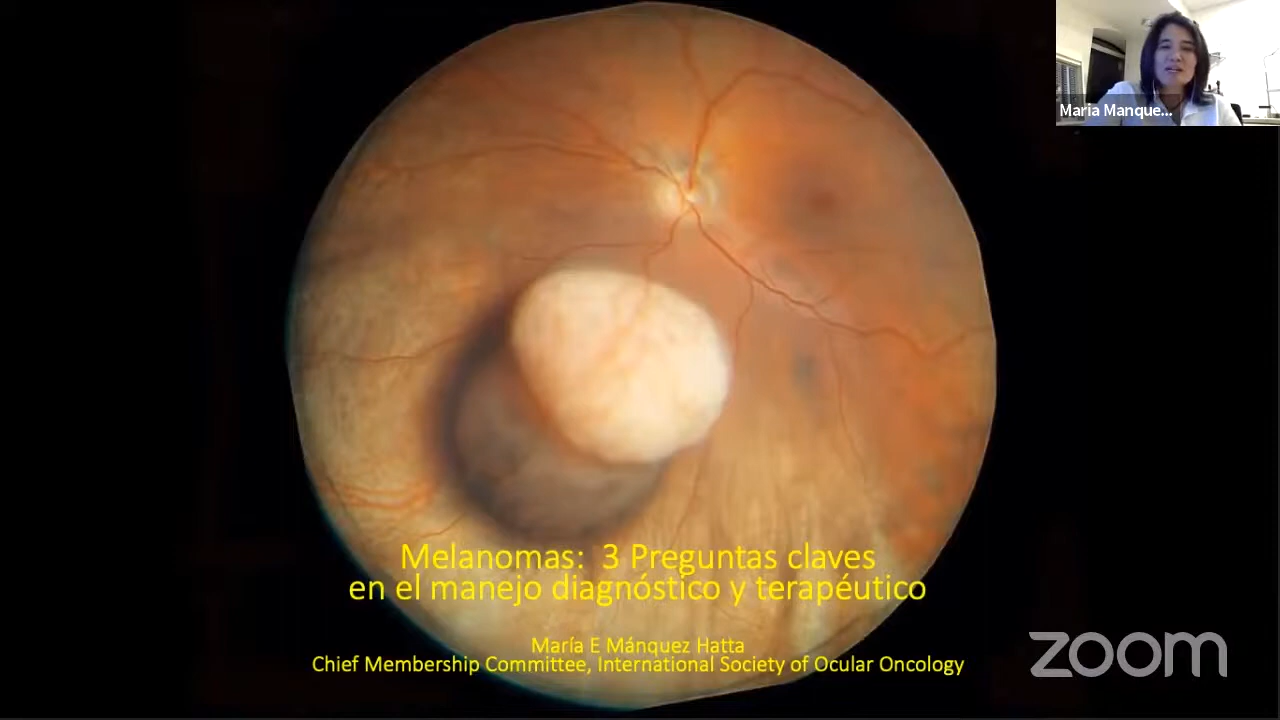 Maria Manque...
Melanomas: 3 Preguntas claves
en el manejo diagnóstico y terapéutico
María E Mánquez Hatta
Chief Membership Committee, International Society of Ocular Oncology
zoom